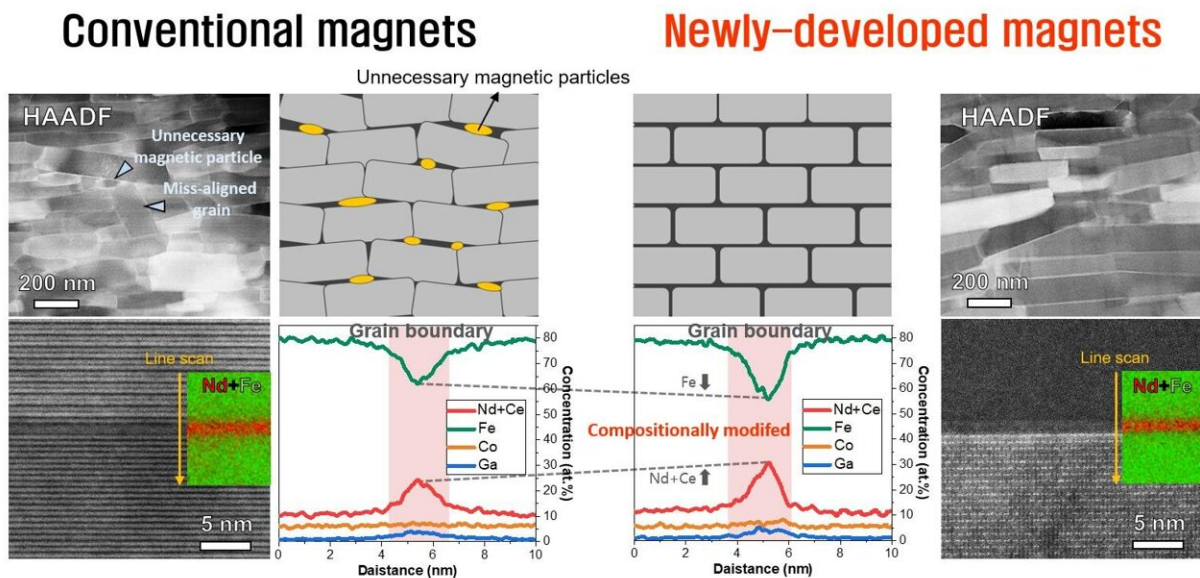 Conventional magnets
Newly-developed magnets
Unnecessary magnetic particles
HAADF
Unnecessary
magnetic particle
Miss-aligned
grain
200 nm
HAADF
200 nm
Line scan
Nd+Fe
5 nm
Grain boundary
80
70
60
50
40
30
20
10
0
Concentration (at.%)
Nd+Ce
Fe
Co
Ga
0 2 4 6 8 10
Daistance (nm)
Fe
Compositionally modifed
Nd+Ce
Grain boundary
80
70
60
50
40
30
20
10
0
Concentration (at.%)
Nd+Ce
Fe
Co
Ga
0 2 4 6 8 10
Daistance (nm)
Line scan
Nd+Fe
5 nm